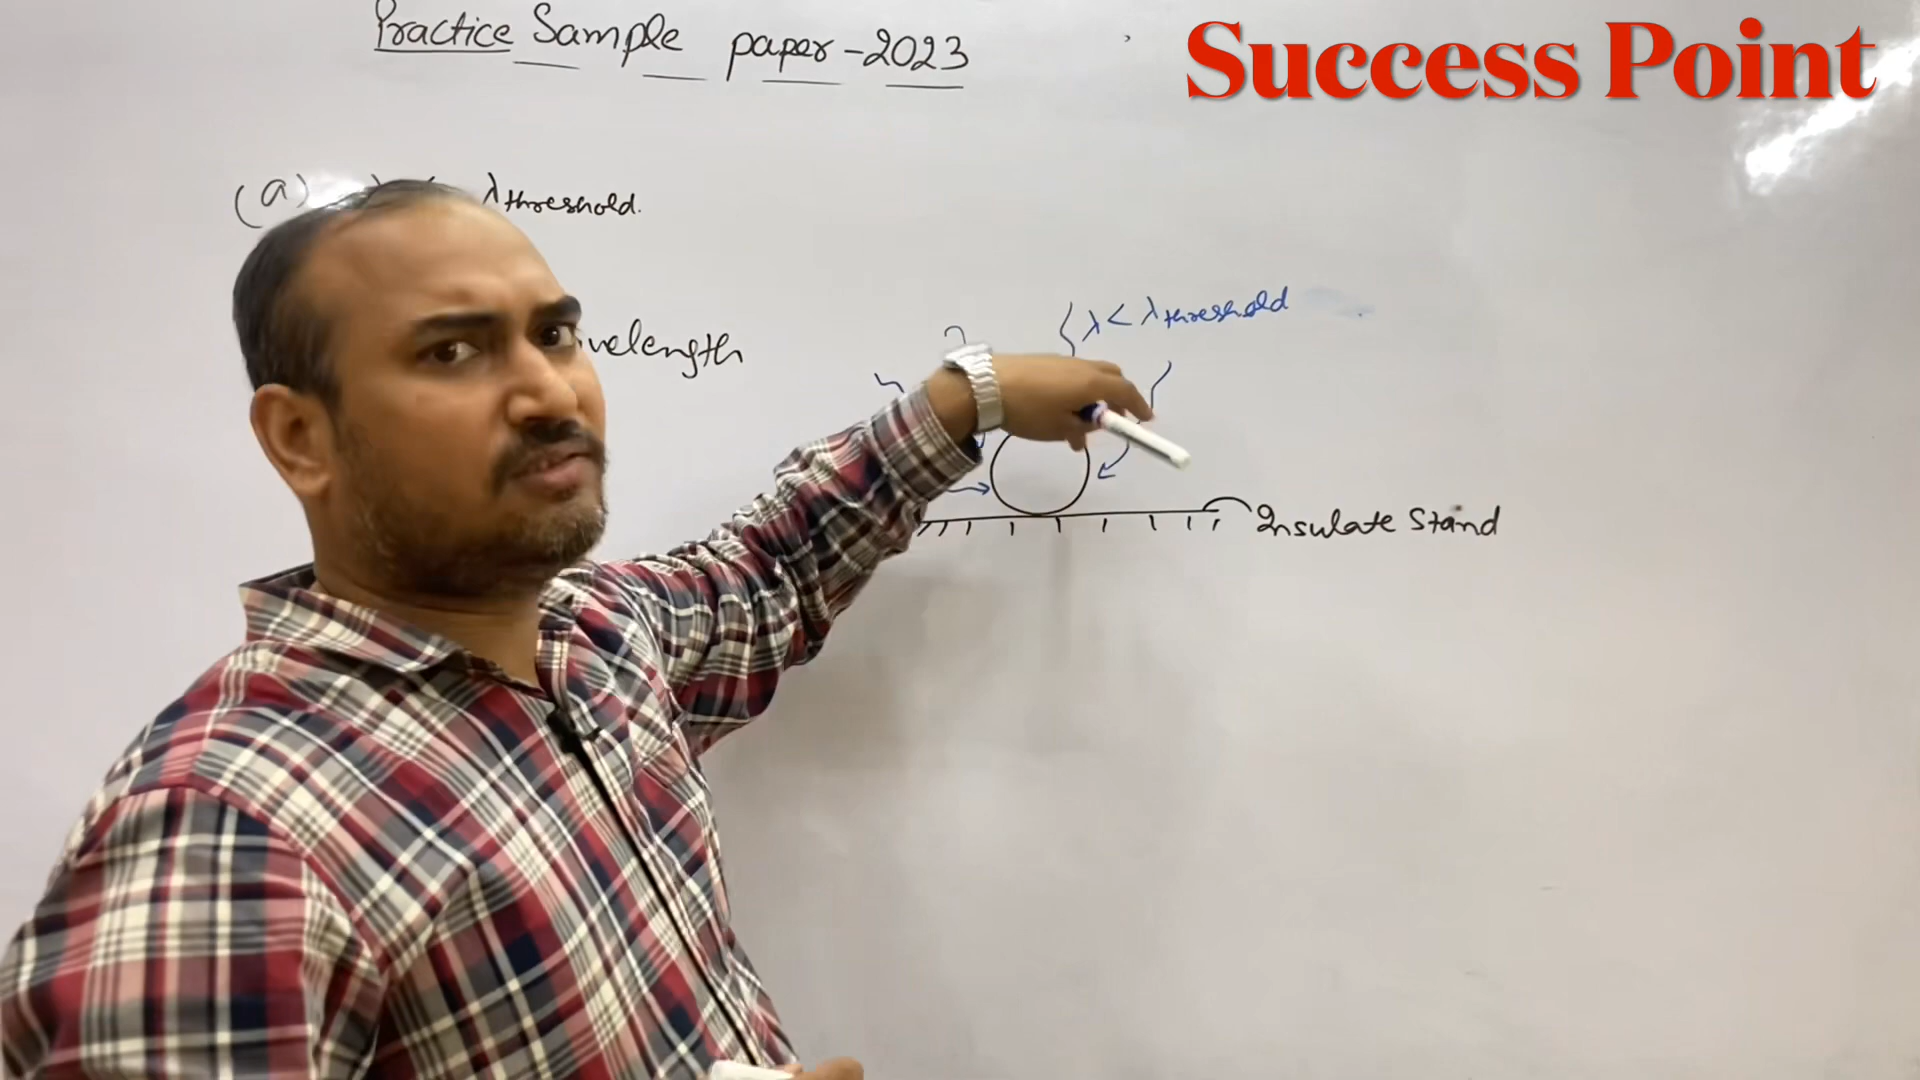 Practice Sample paper-2023
Success Point
(a) λ threshold.
λ < λ threshold
velength
Insulate Stand